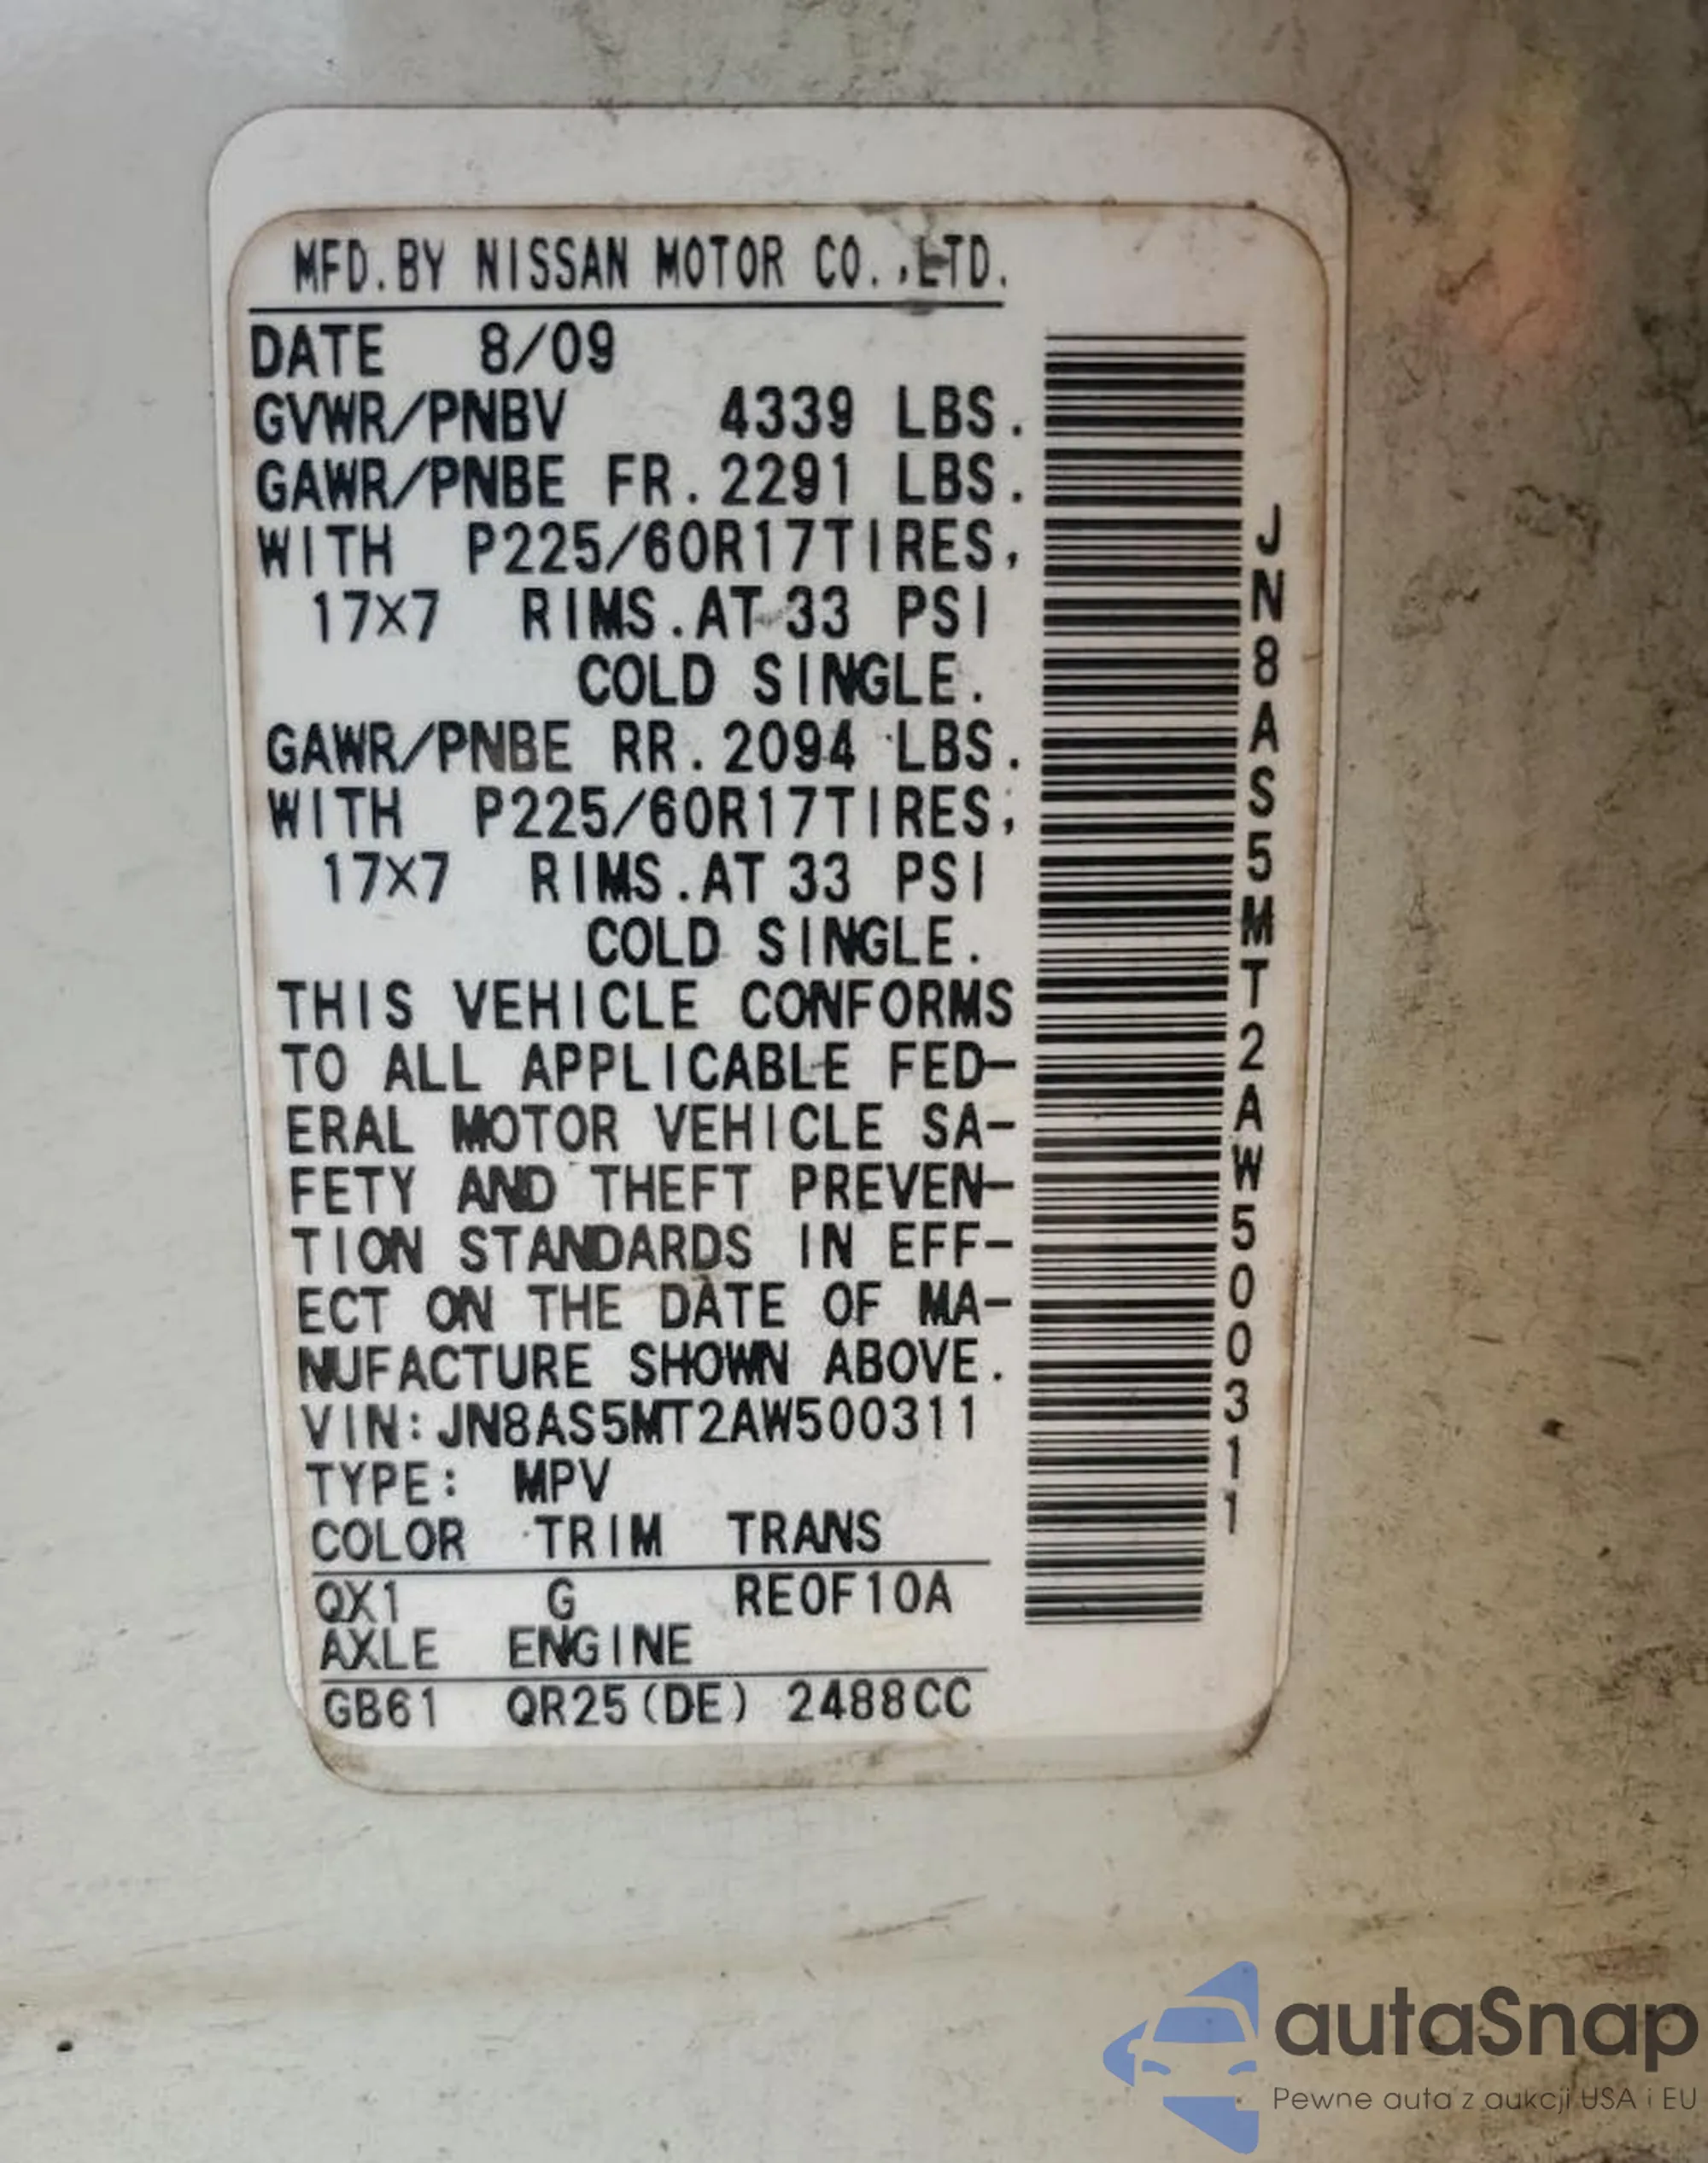 MFD.BY NISSAN MOTOR CO.,LTD.
DATE 8/09
GVWR/PNBV 4339 LBS.
GAWR/PNBE FR.2291 LBS.
WITH P225/60R17TIRES,
17X7 RIMS.AT 33 PSI
COLD SINGLE.
GAWR/PNBE RR.2094 LBS.
WITH P225/60R17TIRES,
17X7 RIMS.AT 33 PSI
COLD SINGLE.
THIS VEHICLE CONFORMS
TO ALL APPLICABLE FED-
ERAL MOTOR VEHICLE SA-
FETY AND THEFT PREVEN-
TION STANDARDS IN EFF-
ECT ON THE DATE OF MA-
NUFACTURE SHOWN ABOVE.
VIN:JN8AS5MT2AW500311
TYPE: MPV
COLOR TRIM TRANS
QX1 G RE0F10A
AXLE ENGINE
GB61 QR25(DE) 2488CC
JN8AS5MT2AW500311
autaSnap
Pewne auta z aukcji USA i EU